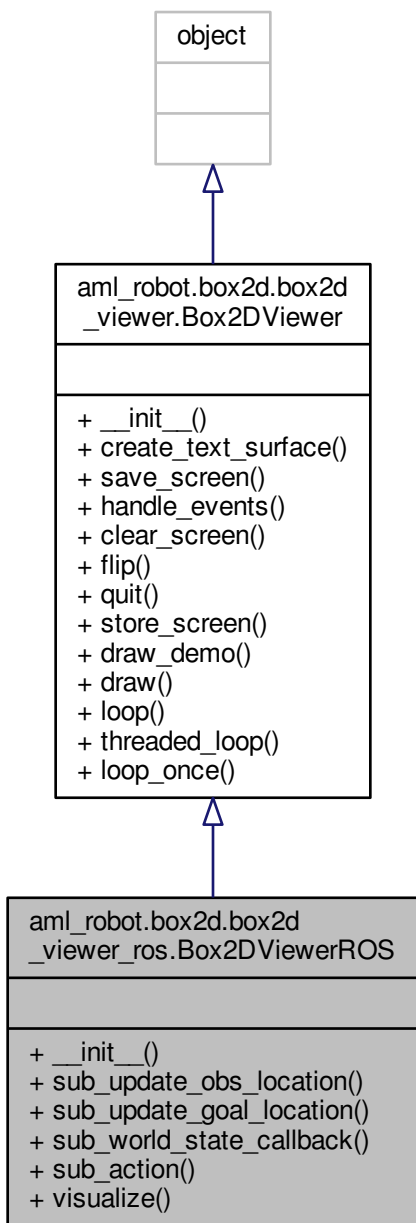 object
aml_robot.box2d.box2d
_viewer.Box2DViewer
+ __init__()
+ create_text_surface()
+ save_screen()
+ handle_events()
+ clear_screen()
+ flip()
+ quit()
+ store_screen()
+ draw_demo()
+ draw()
+ loop()
+ threaded_loop()
+ loop_once()
aml_robot.box2d.box2d
_viewer_ros.Box2DViewerROS
+ __init__()
+ sub_update_obs_location()
+ sub_update_goal_location()
+ sub_world_state_callback()
+ sub_action()
+ visualize()